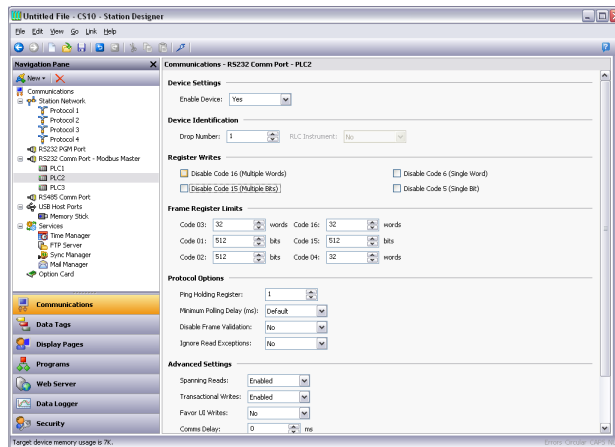 Untitled File - CS10 - Station Designer
File Edit View Go Link Help
Navigation Pane
New
Communications
Station Network
Protocol 1
Protocol 2
Protocol 3
Protocol 4
RS232 PGM Port
RS232 Comm Port - Modbus Master
PLC1
PLC2
PLC3
RS485 Comm Port
USB Host Ports
Memory Stick
Services
Time Manager
FTP Server
Sync Manager
Mail Manager
Option Card
Communications
Data Tags
Display Pages
Programs
Web Server
Data Logger
Security
Communications - RS232 Comm Port - PLC2
Device Settings
Enable Device: Yes
Device Identification
Drop Number: 1 RLC Instrument: No
Register Writes
Disable Code 16 (Multiple Words) Disable Code 6 (Single Word)
Disable Code 15 (Multiple Bits) Disable Code 5 (Single Bit)
Frame Register Limits
Code 03: 32 words Code 16: 32 words
Code 01: 512 bits Code 15: 512 bits
Code 02: 512 bits Code 04: 32 words
Protocol Options
Ping Holding Register: 1
Minimum Polling Delay (ms): Default
Disable Frame Validation: No
Ignore Read Exceptions: No
Advanced Settings
Spanning Reads: Enabled
Transactional Writes: Enabled
Favor UI Writes: No
Comms Delay: 0 ms
Target device memory usage is 7K.
Errors Circular CAPS